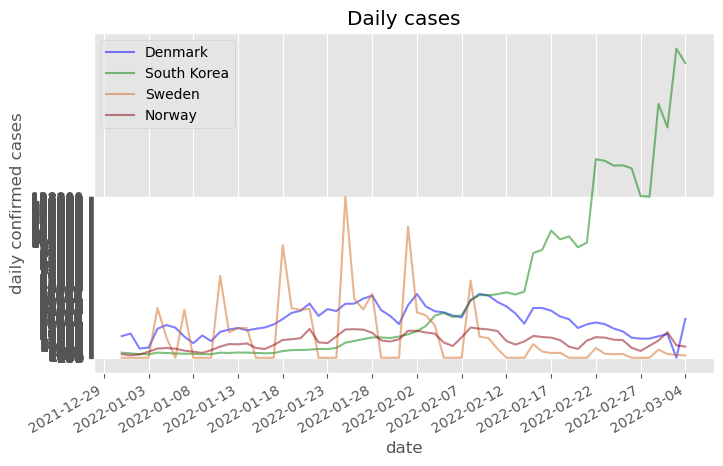 Daily cases
Denmark
South Korea
Sweden
Norway
daily confirmed cases
2021-12-29
2022-01-03
2022-01-08
2022-01-13
2022-01-18
2022-01-23
2022-01-28
2022-02-02
2022-02-07
2022-02-12
2022-02-17
2022-02-22
2022-02-27
2022-03-04
date